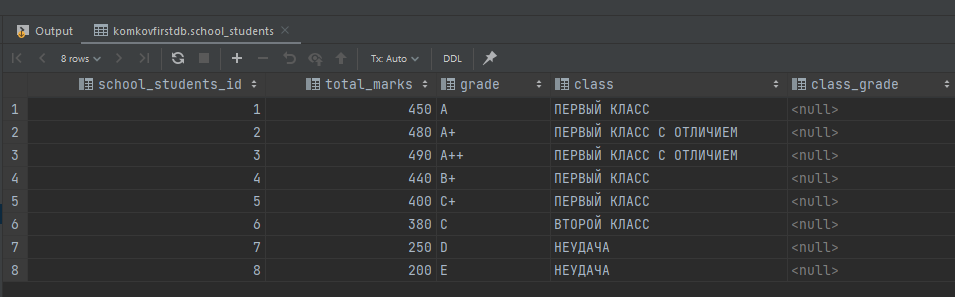 Output komkovfirstdb.school_students
8 rows Tx: Auto DDL
school_students_id total_marks grade class class_grade
1 1 450 A ПЕРВЫЙ КЛАСС <null>
2 2 480 A+ ПЕРВЫЙ КЛАСС С ОТЛИЧИЕМ <null>
3 3 490 A++ ПЕРВЫЙ КЛАСС С ОТЛИЧИЕМ <null>
4 4 440 B+ ПЕРВЫЙ КЛАСС <null>
5 5 400 C+ ПЕРВЫЙ КЛАСС <null>
6 6 380 C ВТОРОЙ КЛАСС <null>
7 7 250 D НЕУДАЧА <null>
8 8 200 E НЕУДАЧА <null>